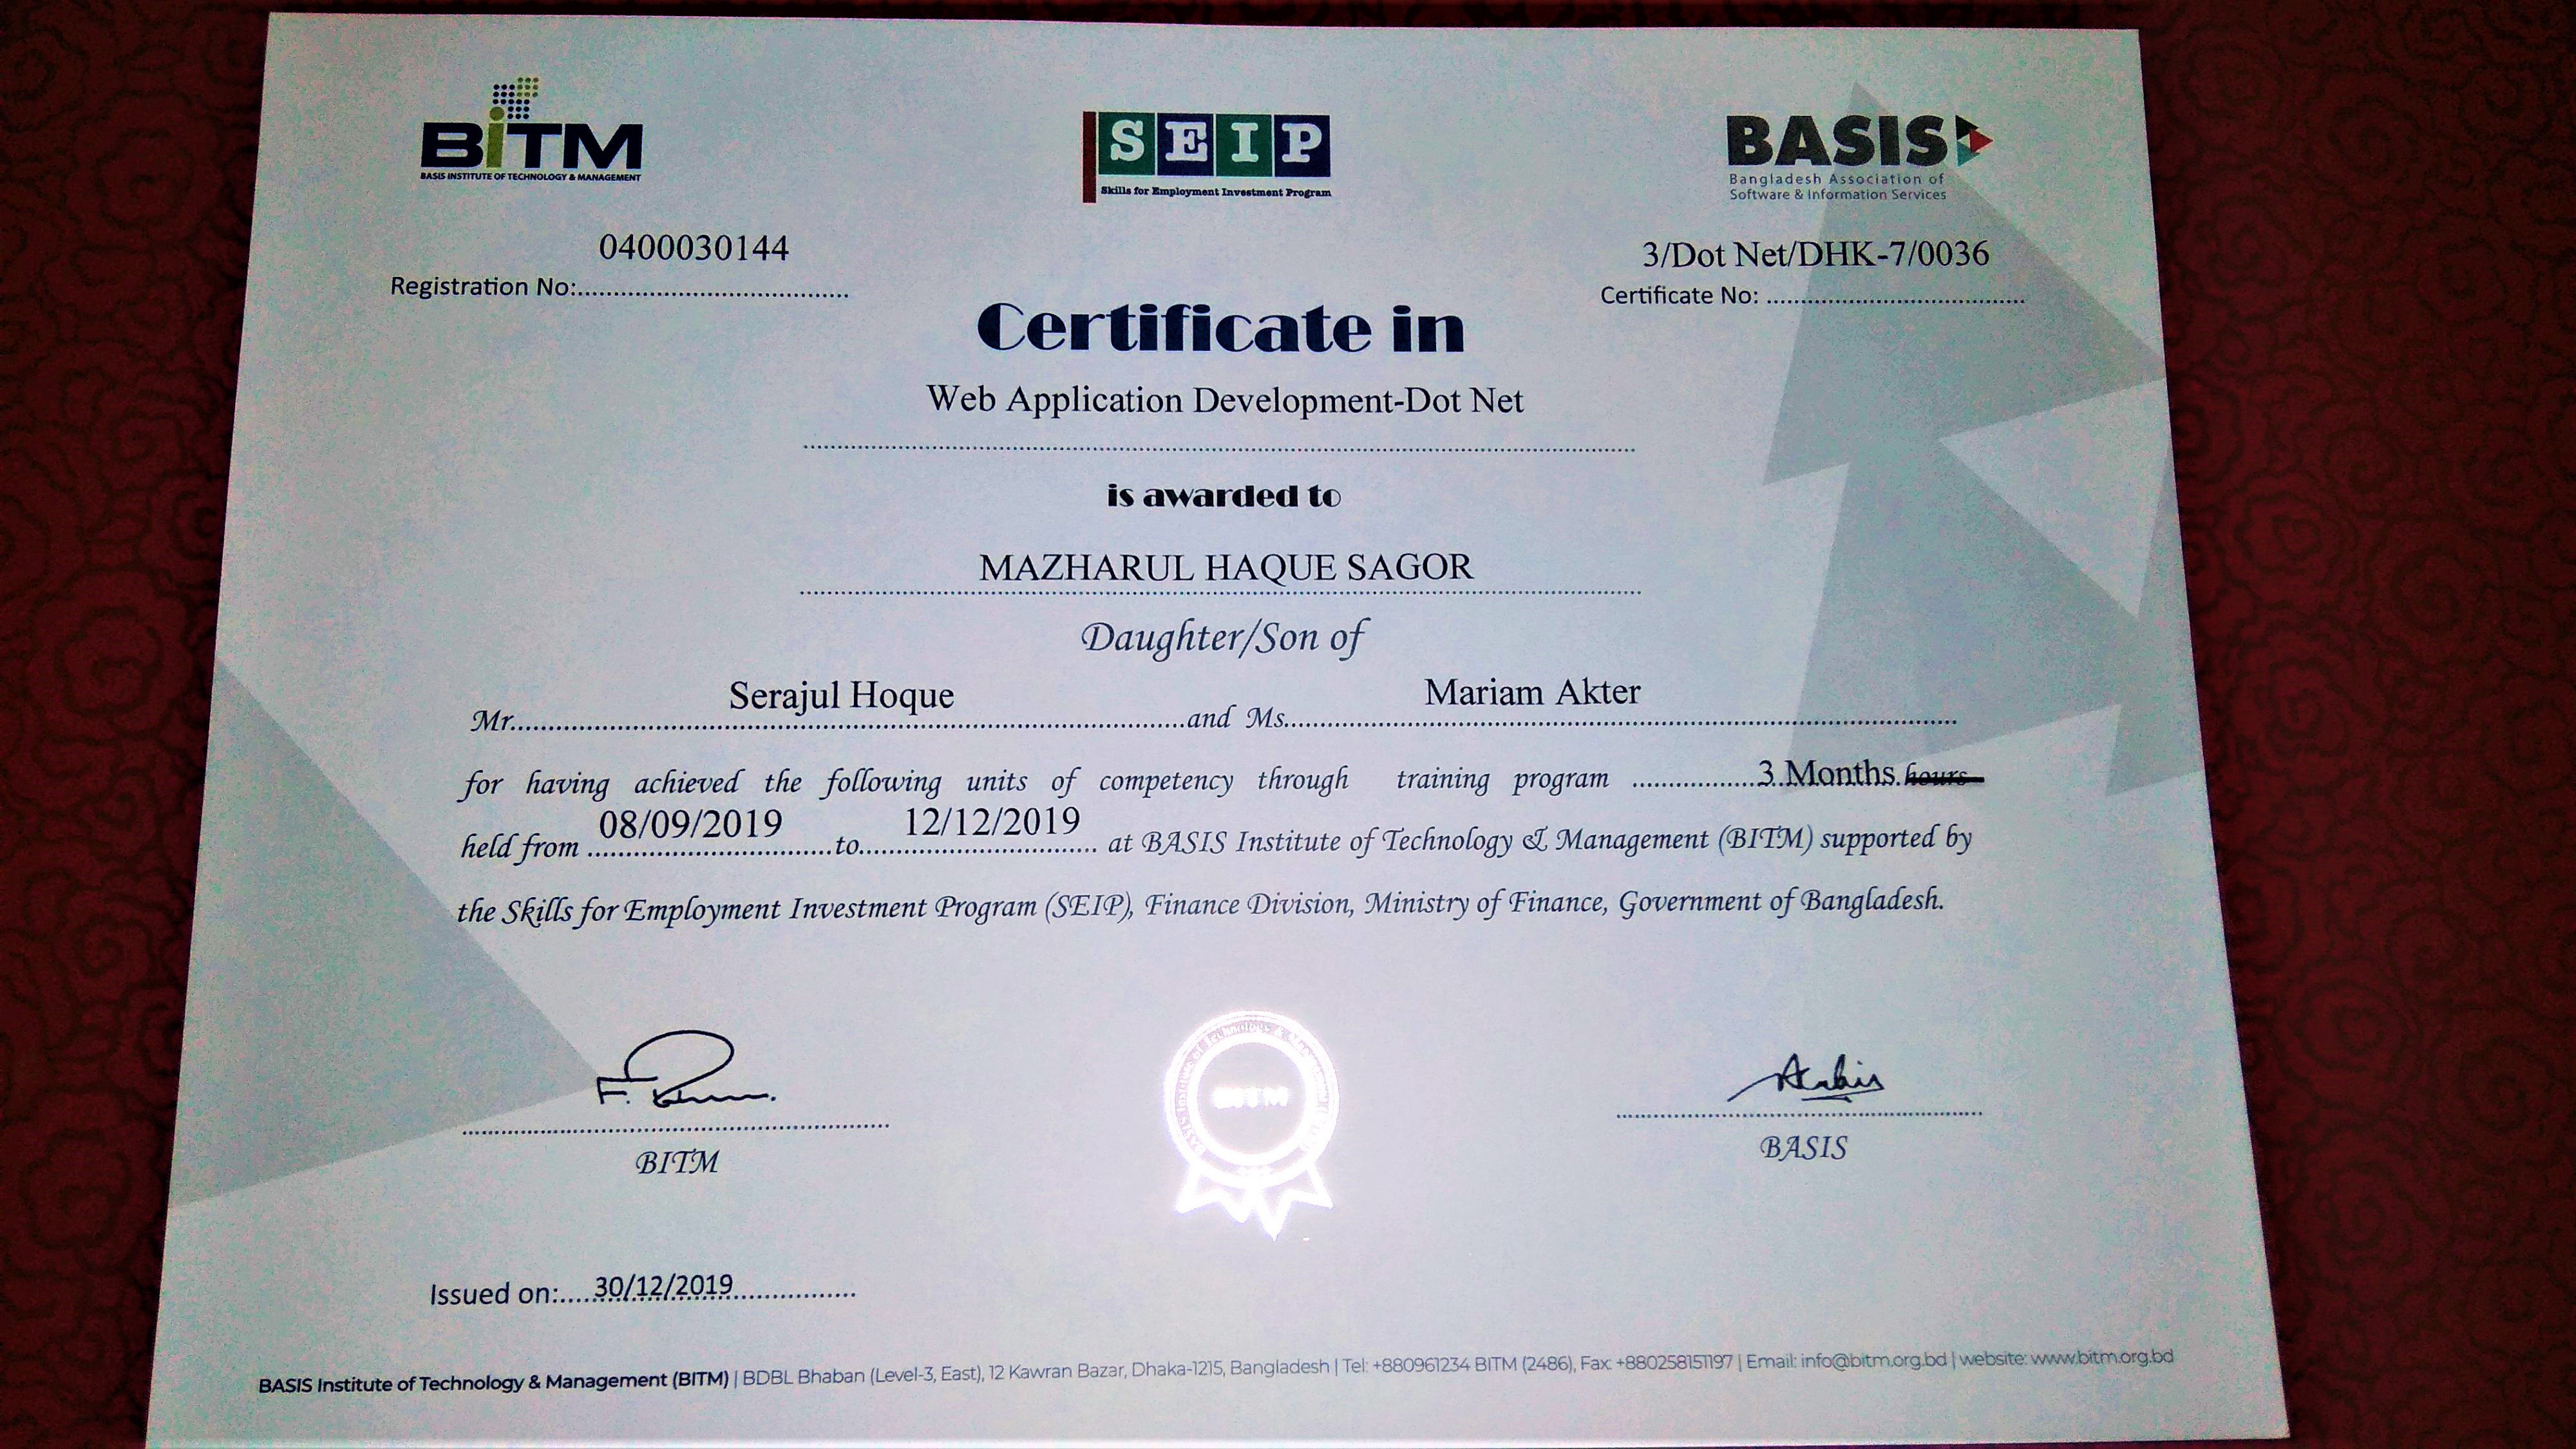 BiTM
BASIS INSTITUTE OF TECHNOLOGY & MANAGEMENT
SEIP
Skills for Employment Investment Program
BASIS
Bangladesh Association of
Software & Information Services
0400030144
Registration No:
3/Dot Net/DHK-7/0036
Certificate No:
Certificate in
Web Application Development-Dot Net
is awarded to
MAZHARUL HAQUE SAGOR
Daughter/Son of
Mr. Serajul Hoque and Ms. Mariam Akter
for having achieved the following units of competency through training program 3 Months hours
held from 08/09/2019 to 12/12/2019 at BASIS Institute of Technology & Management (BITM) supported by
the Skills for Employment Investment Program (SEIP), Finance Division, Ministry of Finance, Government of Bangladesh.
BITM
BITM
BASIS
Issued on: 30/12/2019
BASIS Institute of Technology & Management (BITM) | BDBL Bhaban (Level-3, East), 12 Kawran Bazar, Dhaka-1215, Bangladesh | Tel: +880961234 BITM (2486), Fax: +880258151197 | Email: info@bitm.org.bd | website: www.bitm.org.bd